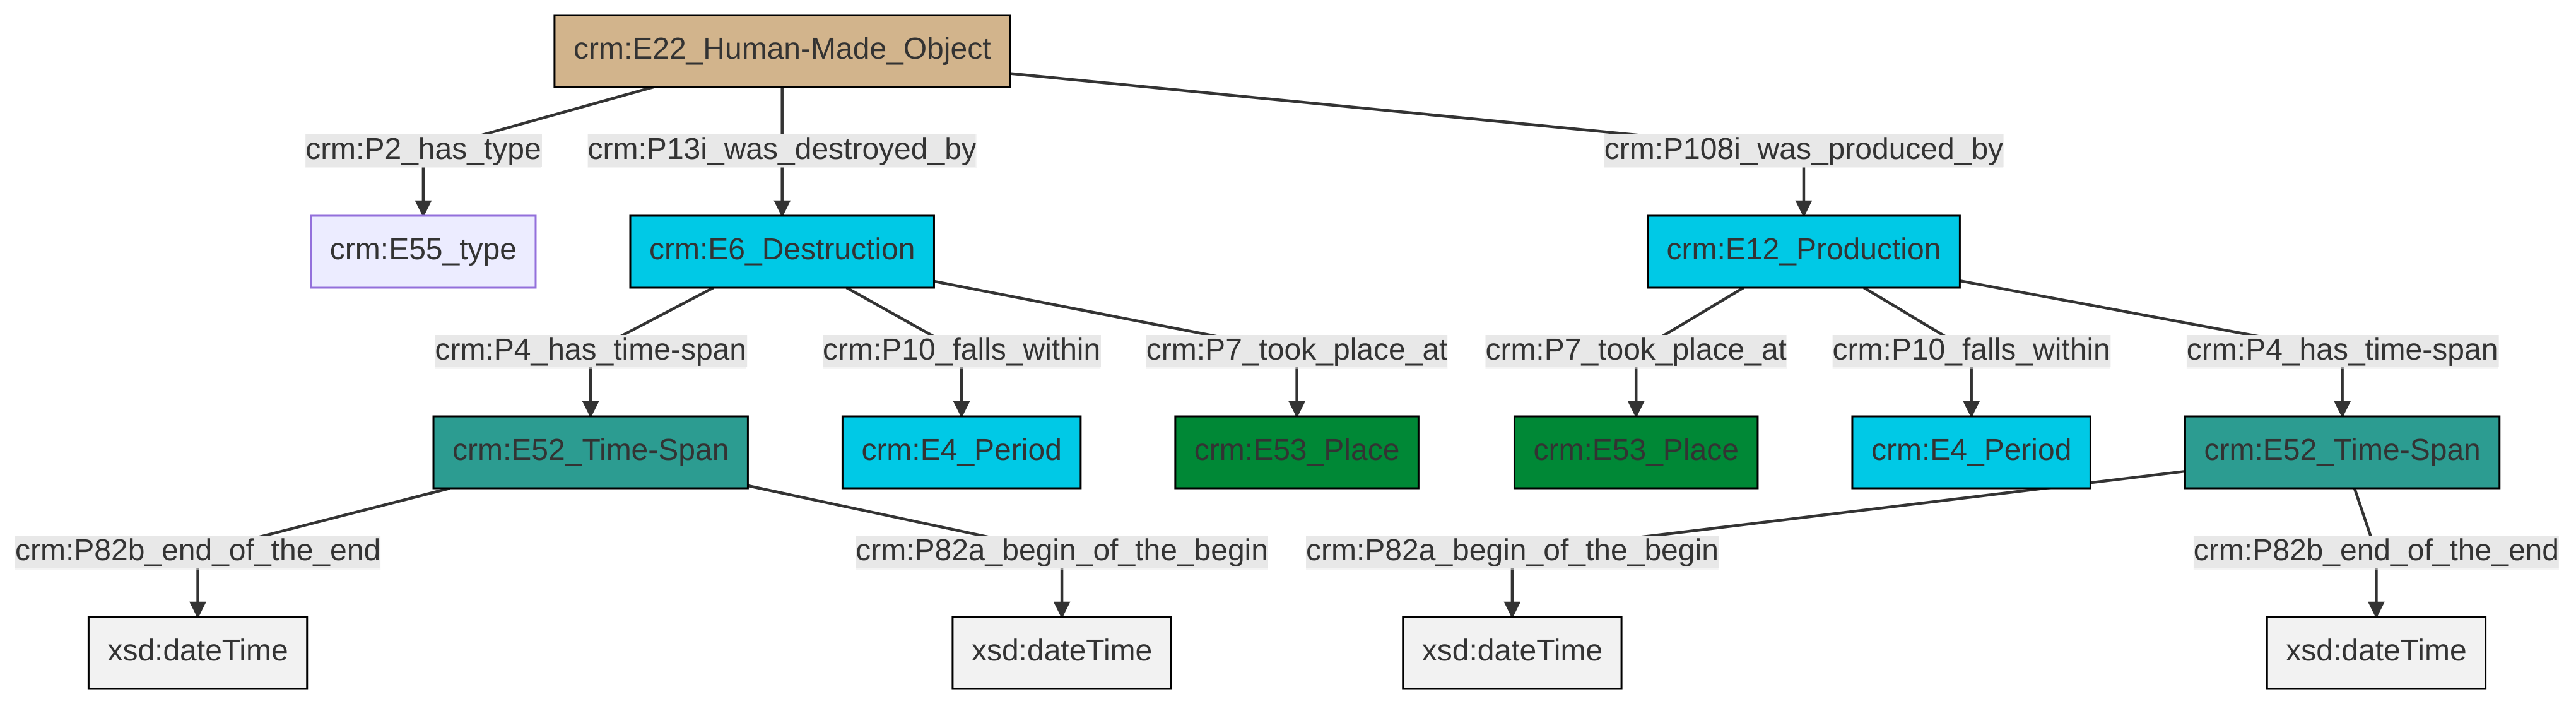 crm:E22_Human-Made_Object
crm:P2_has_type
crm:P13i_was_destroyed_by
crm:P108i_was_produced_by
crm:E55_type
crm:E6_Destruction
crm:E12_Production
crm:P4_has_time-span
crm:P10_falls_within
crm:P7_took_place_at
crm:P7_took_place_at
crm:P10_falls_within
crm:P4_has_time-span
crm:E52_Time-Span
crm:E4_Period
crm:E53_Place
crm:E53_Place
crm:E4_Period
crm:E52_Time-Span
crm:P82b_end_of_the_end
crm:P82a_begin_of_the_begin
crm:P82a_begin_of_the_begin
crm:P82b_end_of_the_end
xsd:dateTime
xsd:dateTime
xsd:dateTime
xsd:dateTime